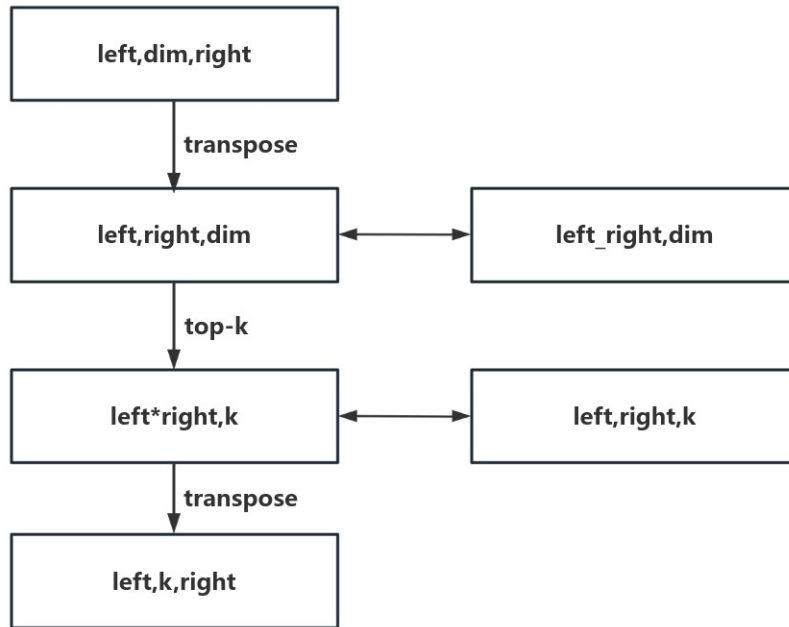 left,dim,right
transpose
left,right,dim
left_right,dim
top-k
left*right,k
left,right,k
transpose
left,k,right